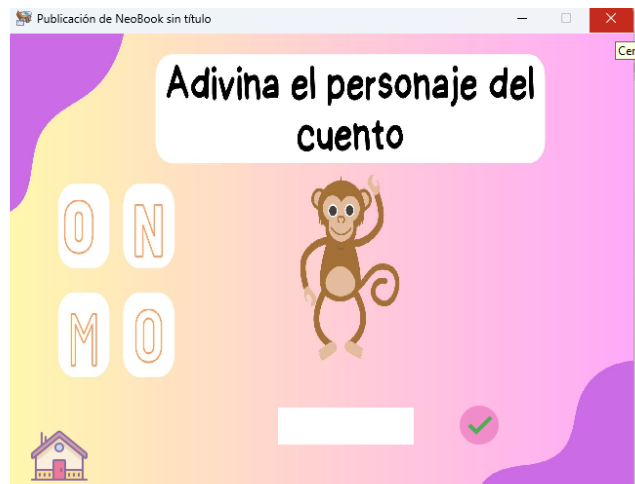 Publicación de NeoBook sin título
Cer
Adivina el personaje del
cuento
O N
M O